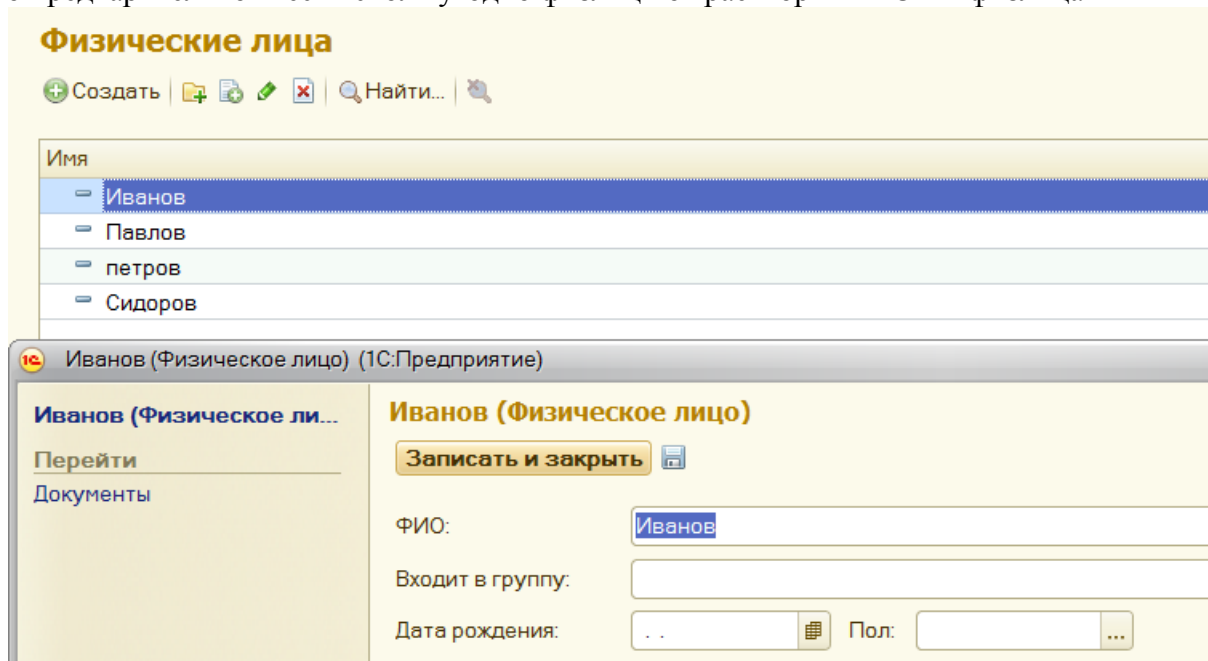 Физические лица
Создать Найти...
Имя
Иванов
Павлов
петров
Сидоров
Иванов (Физическое лицо) (1С:Предприятие)
Иванов (Физическое ли... Иванов (Физическое лицо)
Записать и закрыть
Перейти
Документы
ФИО: Иванов
Входит в группу:
Дата рождения: . . Пол: ...